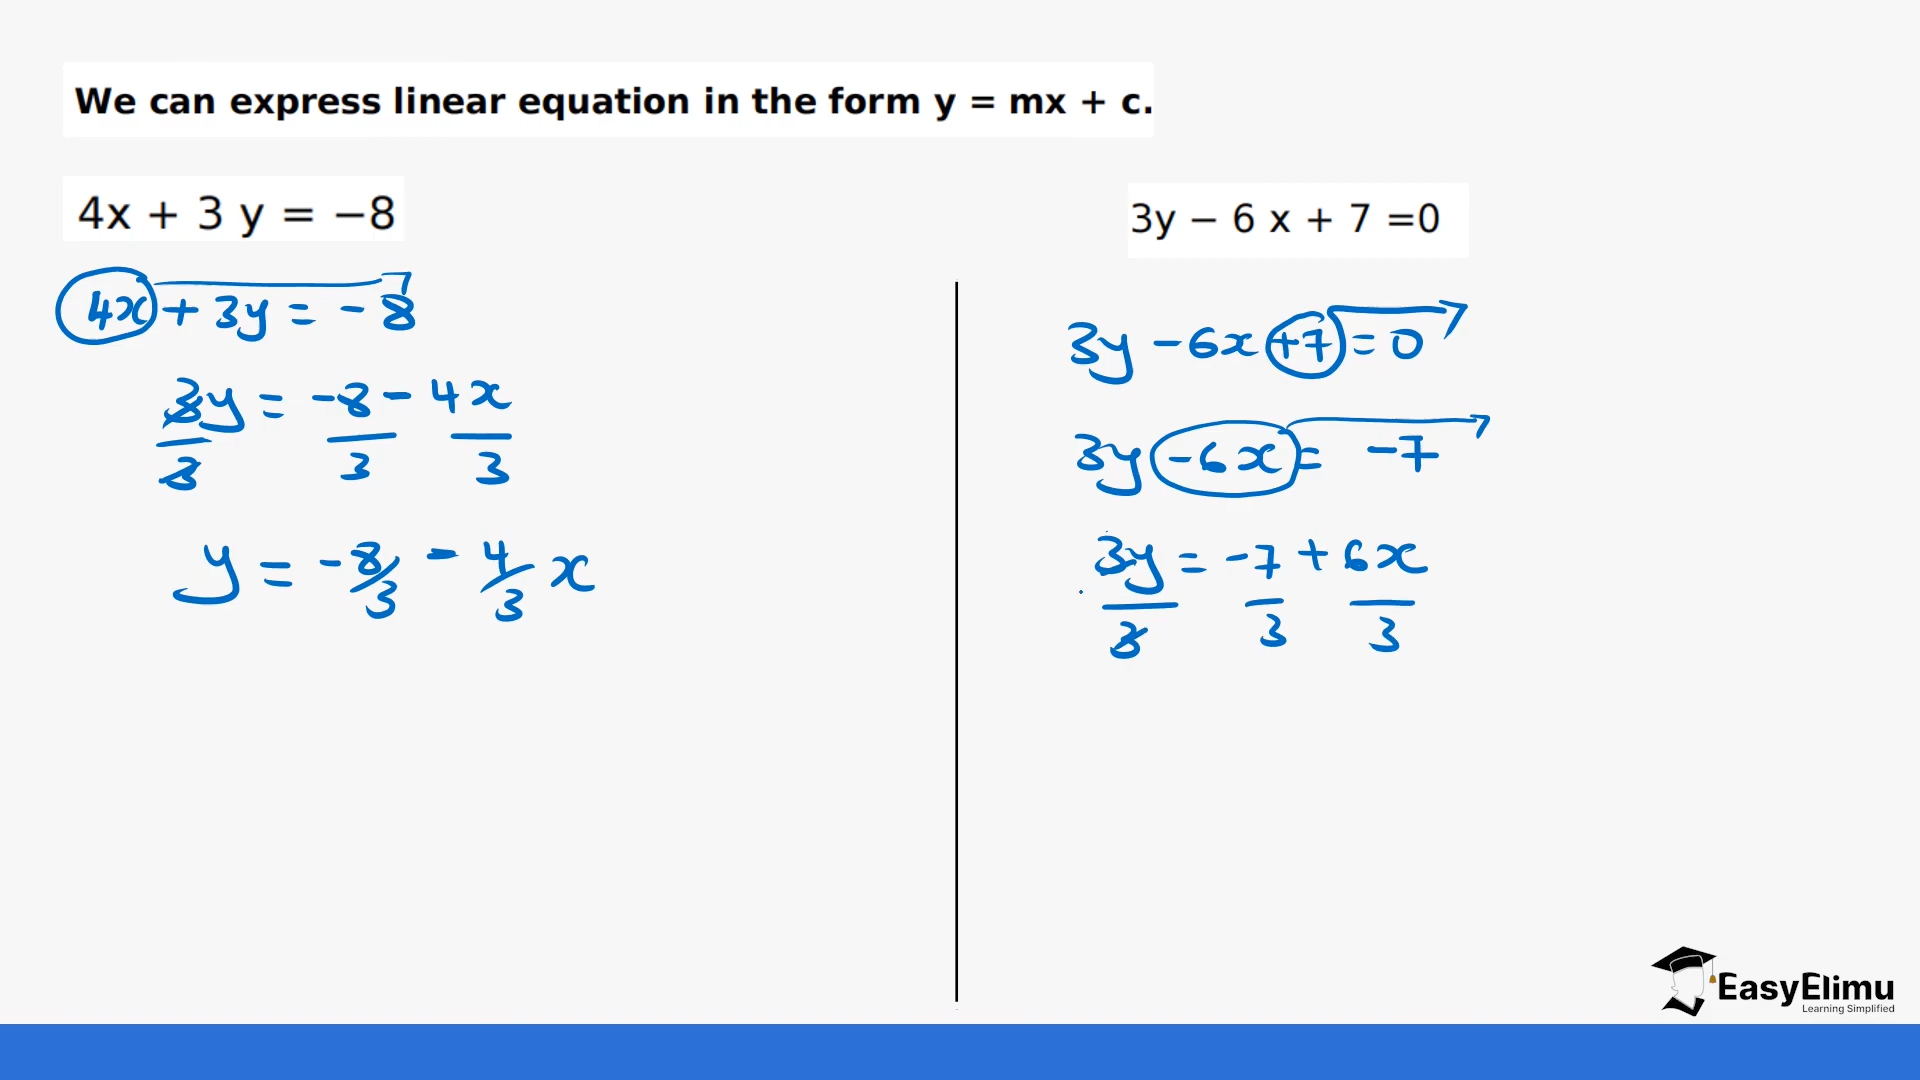 We can express linear equation in the form y = mx + c.
4x + 3 y = −8
4x + 3y = - 8
3y = -8 - 4x
3 3 3
y = -8/3 - 4/3 x
3y − 6 x + 7 =0
3y - 6x + 7 = 0
3y - 6x = -7
3y = -7 + 6x
3 3 3
EasyElimu
Learning Simplified